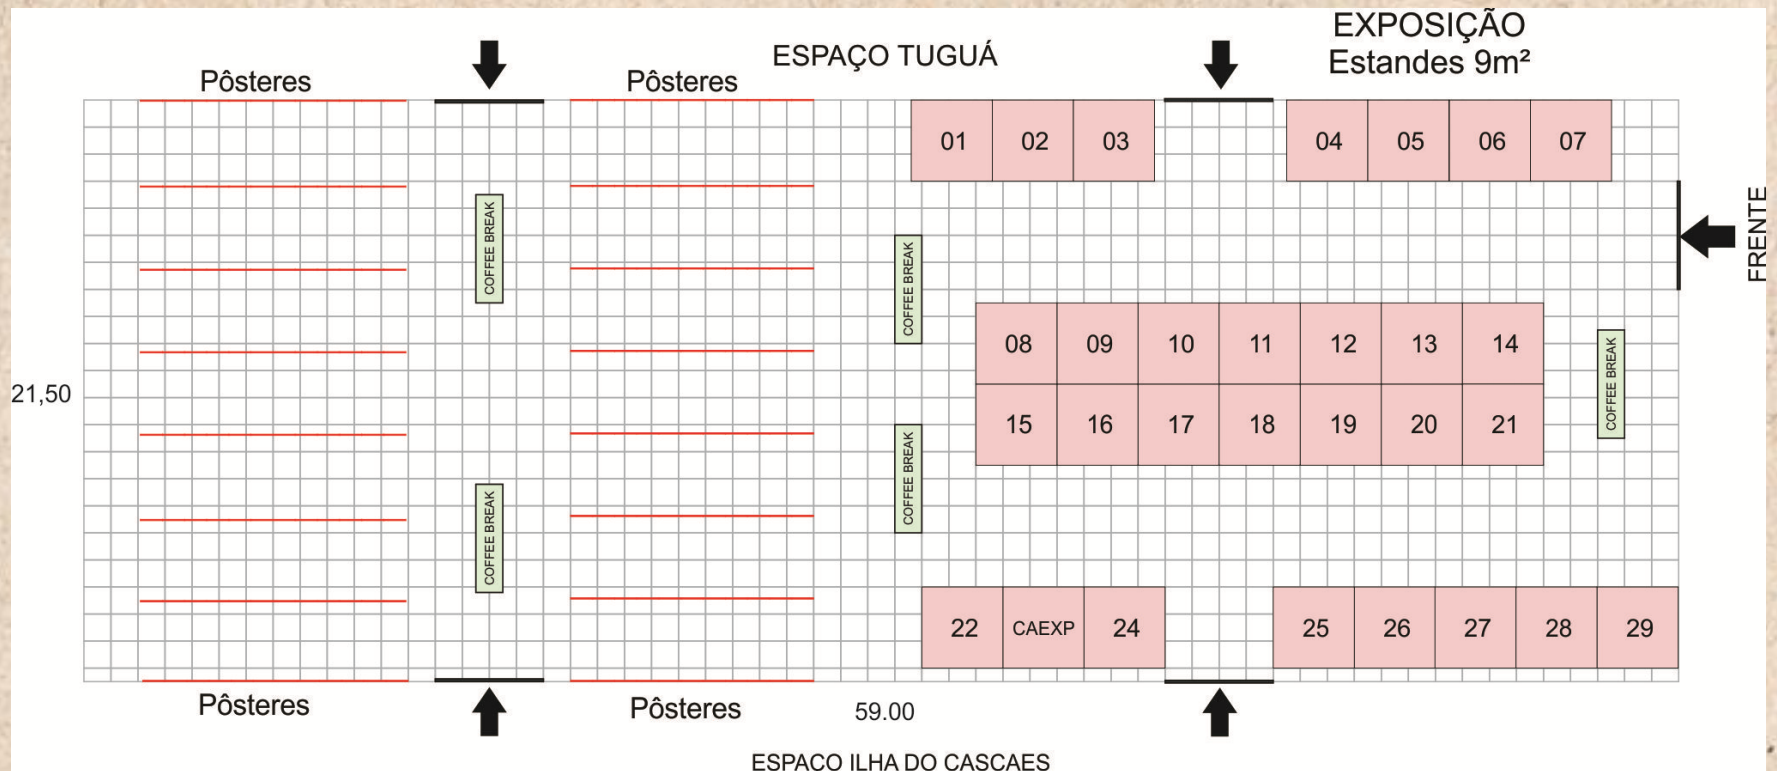 EXPOSIÇÃO
Estandes 9m²
ESPAÇO TUGUÁ
Pôsteres
Pôsteres
01 02 03
04 05 06 07
FRENTE
COFFEE BREAK
COFFEE BREAK
COFFEE BREAK
08 09 10 11 12 13 14
21,50
15 16 17 18 19 20 21
COFFEE BREAK
COFFEE BREAK
22 CAEXP 24
25 26 27 28 29
Pôsteres
Pôsteres
59.00
ESPACO ILHA DO CASCAES